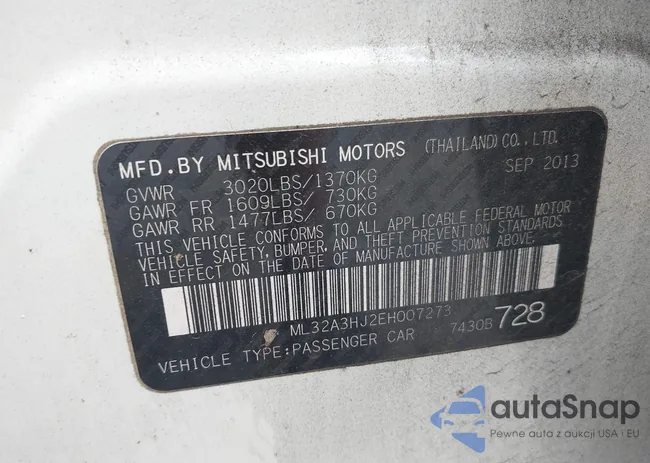 MFD.BY MITSUBISHI MOTORS (THAILAND) CO., LTD.
SEP 2013
GVWR 3020LBS/1370KG
GAWR FR 1609LBS/ 730KG
GAWR RR 1477LBS/ 670KG
THIS VEHICLE CONFORMS TO ALL APPLICABLE FEDERAL MOTOR
VEHICLE SAFETY, BUMPER, AND THEFT PREVENTION STANDARDS
IN EFFECT ON THE DATE OF MANUFACTURE SHOWN ABOVE.
ML32A3HJ2EH007273
7430B 728
VEHICLE TYPE:PASSENGER CAR
autaSnap
Pewne auta z aukcji USA i EU